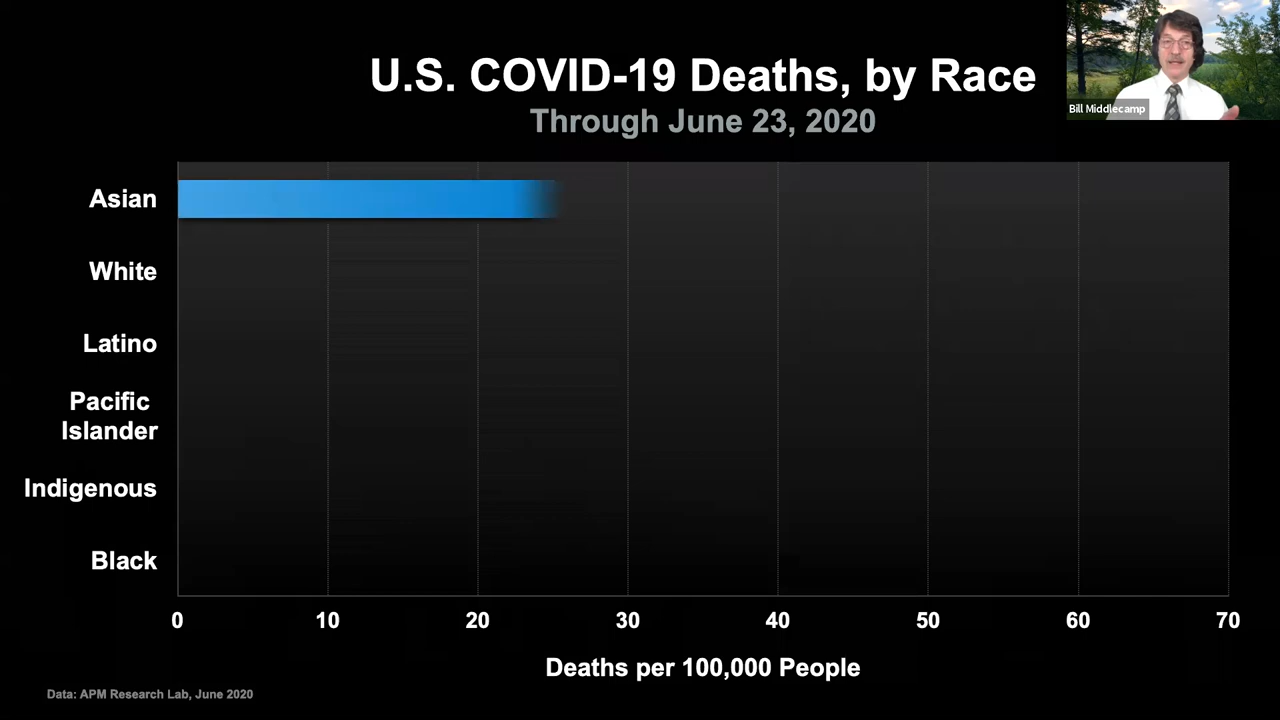 U.S. COVID-19 Deaths, by Race
Through June 23, 2020
Bill Middlecamp
Asian
White
Latino
Pacific
Islander
Indigenous
Black
0 10 20 30 40 50 60 70
Deaths per 100,000 People
Data: APM Research Lab, June 2020